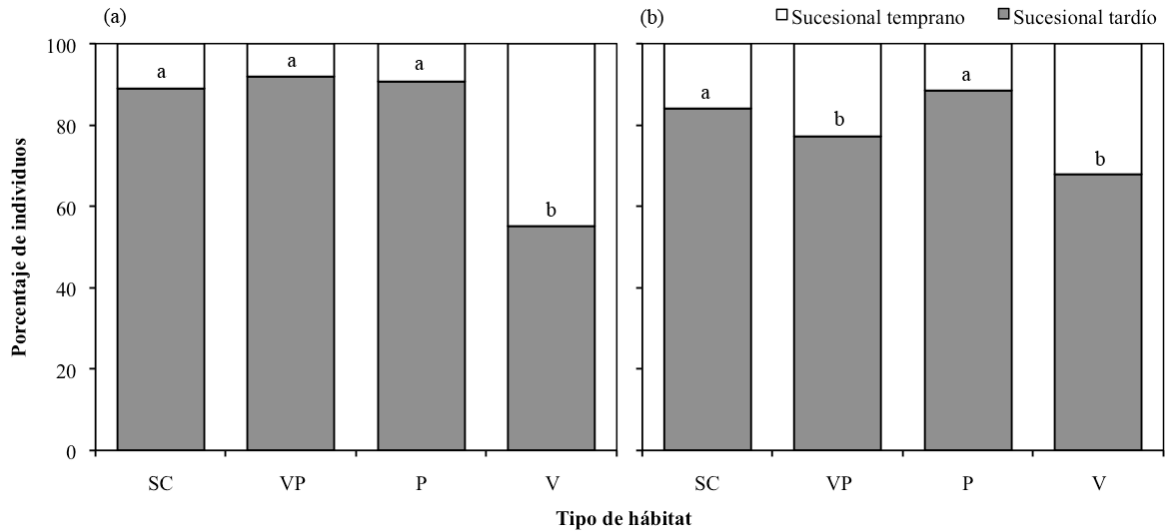 (a)
(b)
Sucesional temprano
Sucesional tardío
Porcentaje de individuos
100
80
60
40
20
0
a
a
a
b
a
b
a
b
SC
VP
P
V
SC
VP
P
V
Tipo de hábitat